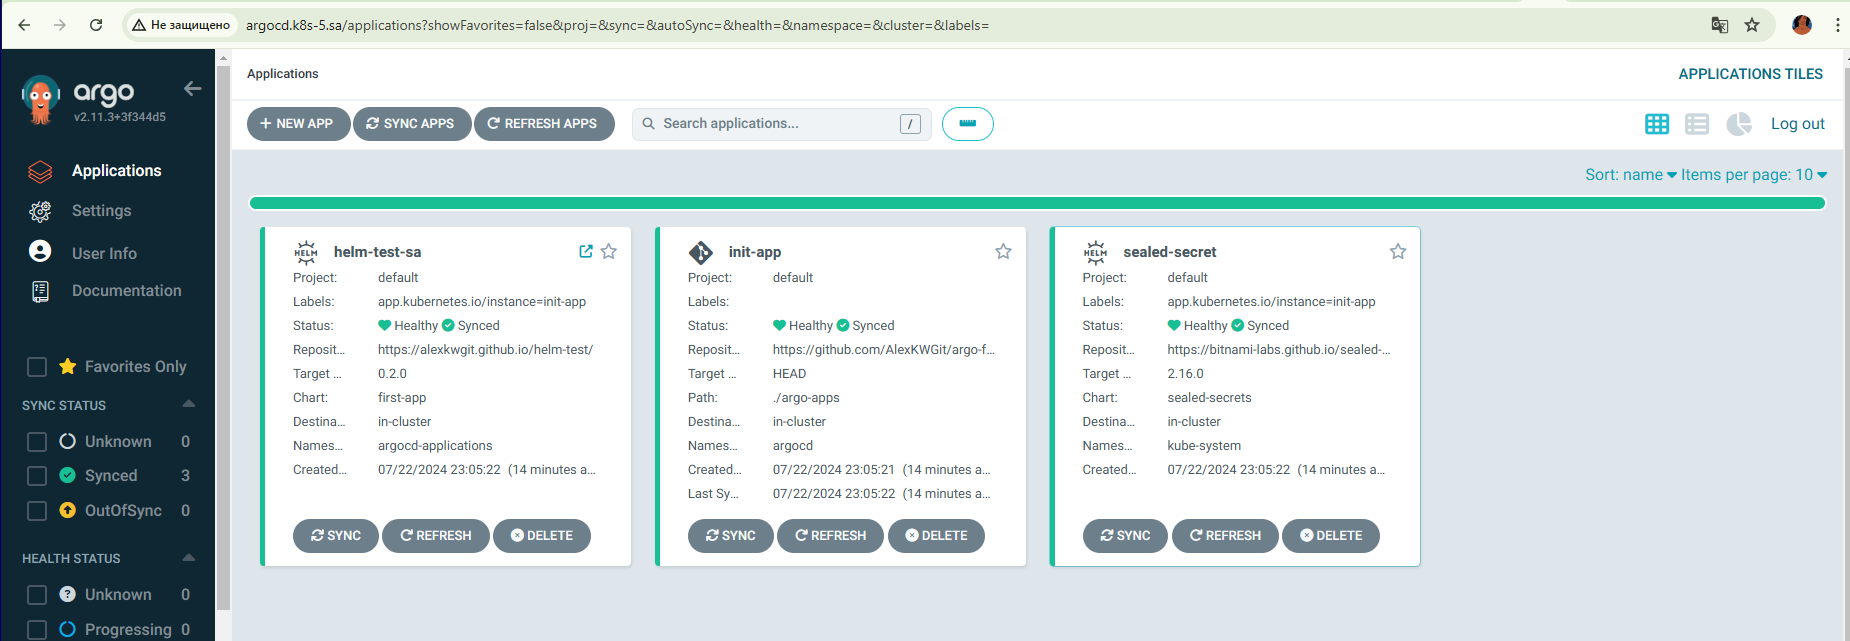 Не защищено argocd.k8s-5.sa/applications?showFavorites=false&proj=&sync=&autoSync=&health=&namespace=&cluster=&labels=
argo
v2.11.3+3f344d5
Applications
Settings
User Info
Documentation
Favorites Only
SYNC STATUS
Unknown 0
Synced 3
OutOfSync 0
HEALTH STATUS
Unknown 0
Progressing 0
Applications
APPLICATIONS TILES
+ NEW APP SYNC APPS REFRESH APPS Search applications... / Log out
Sort: name Items per page: 10
HELM helm-test-sa
Project: default
Labels: app.kubernetes.io/instance=init-app
Status: Healthy Synced
Reposit... https://alexkwgit.github.io/helm-test/
Target ... 0.2.0
Chart: first-app
Destina... in-cluster
Names... argocd-applications
Created... 07/22/2024 23:05:22 (14 minutes a...
SYNC REFRESH DELETE
init-app
Project: default
Labels:
Status: Healthy Synced
Reposit... https://github.com/AlexKWGit/argo-f...
Target ... HEAD
Path: ./argo-apps
Destina... in-cluster
Names... argocd
Created... 07/22/2024 23:05:21 (14 minutes a...
Last Sy... 07/22/2024 23:05:22 (14 minutes a...
SYNC REFRESH DELETE
HELM sealed-secret
Project: default
Labels: app.kubernetes.io/instance=init-app
Status: Healthy Synced
Reposit... https://bitnami-labs.github.io/sealed-...
Target ... 2.16.0
Chart: sealed-secrets
Destina... in-cluster
Names... kube-system
Created... 07/22/2024 23:05:22 (14 minutes a...
SYNC REFRESH DELETE